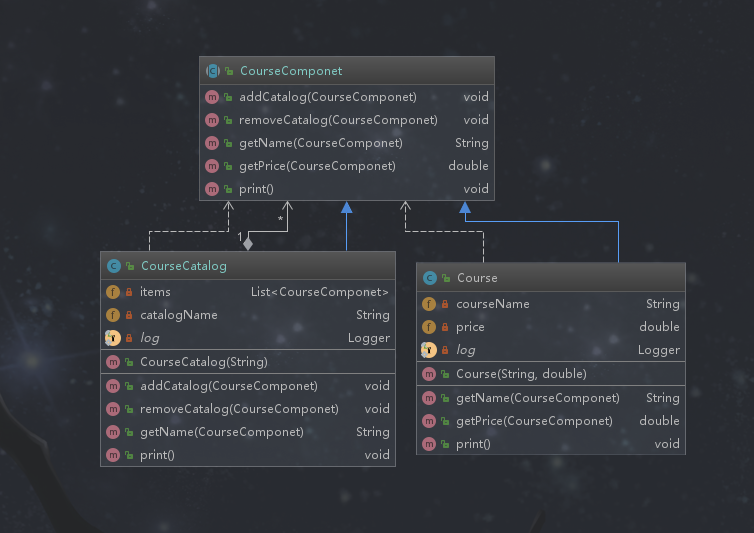 CourseComponet
addCatalog(CourseComponet) void
removeCatalog(CourseComponet) void
getName(CourseComponet) String
getPrice(CourseComponet) double
print() void
1
*
CourseCatalog
items List<CourseComponet>
catalogName String
log Logger
CourseCatalog(String)
addCatalog(CourseComponet) void
removeCatalog(CourseComponet) void
getName(CourseComponet) String
print() void
Course
courseName String
price double
log Logger
Course(String, double)
getName(CourseComponet) String
getPrice(CourseComponet) double
print() void